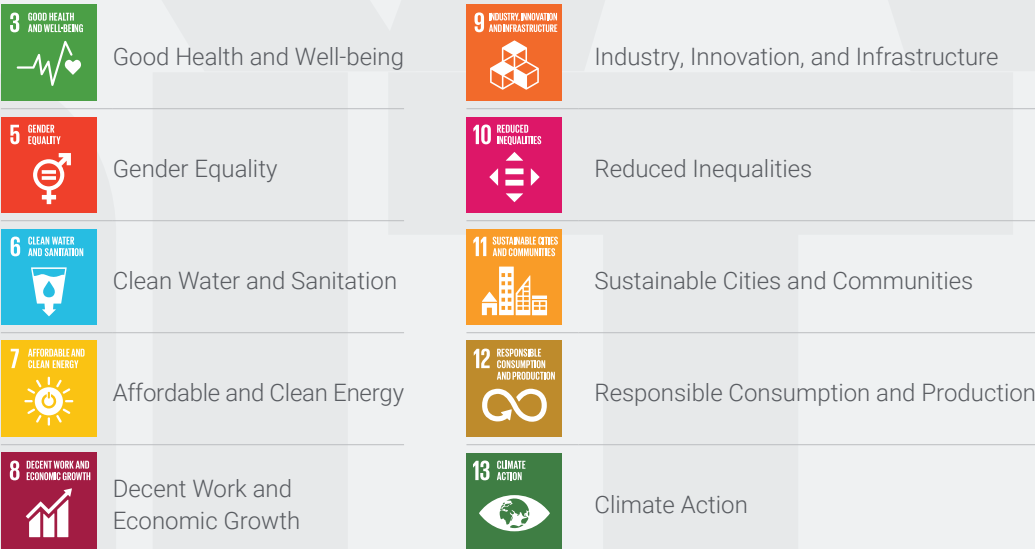 3 GOOD HEALTH
AND WELL-BEING
Good Health and Well-being
5 GENDER
EQUALITY
Gender Equality
6 CLEAN WATER
AND SANITATION
Clean Water and Sanitation
7 AFFORDABLE AND
CLEAN ENERGY
Affordable and Clean Energy
8 DECENT WORK AND
ECONOMIC GROWTH
Decent Work and
Economic Growth
9 INDUSTRY, INNOVATION
AND INFRASTRUCTURE
Industry, Innovation, and Infrastructure
10 REDUCED
INEQUALITIES
Reduced Inequalities
11 SUSTAINABLE CITIES
AND COMMUNITIES
Sustainable Cities and Communities
12 RESPONSIBLE
CONSUMPTION
AND PRODUCTION
Responsible Consumption and Production
13 CLIMATE
ACTION
Climate Action